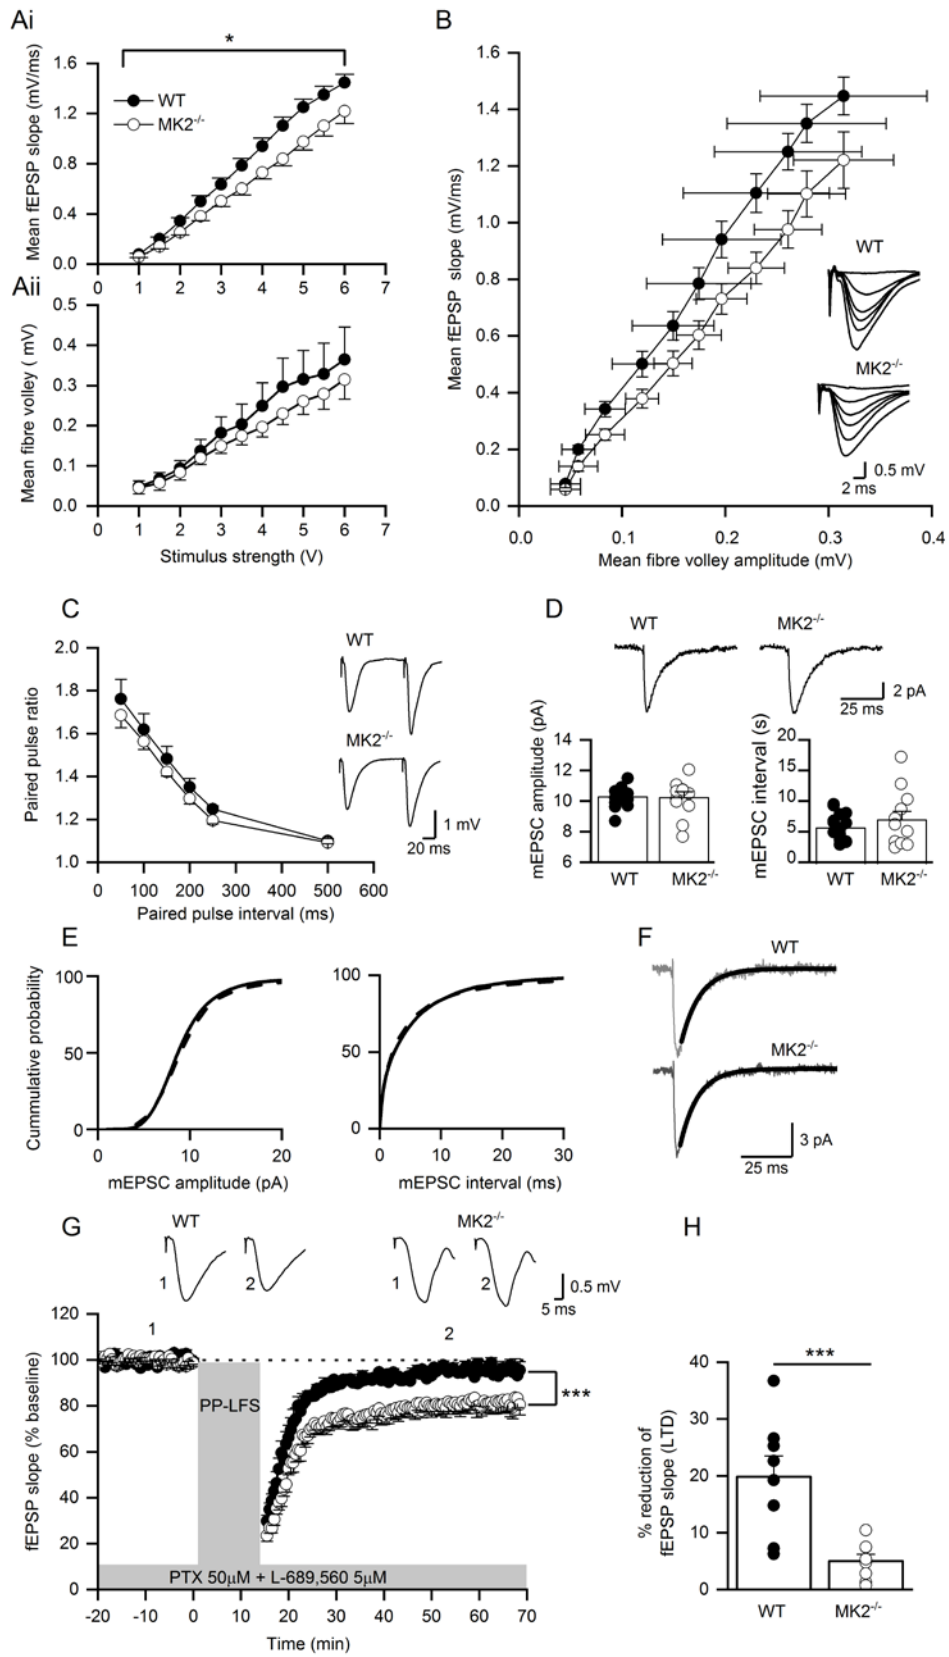 Ai
*
Mean fEPSP slope (mV/ms)
1.6
1.2
0.8
0.4
0.0
WT
MK2-/-
0 1 2 3 4 5 6 7
Aii
Mean fibre volley ( mV)
0.5
0.4
0.3
0.2
0.1
0.0
0 1 2 3 4 5 6 7
Stimulus strength (V)
B
Mean fEPSP slope (mV/ms)
1.6
1.4
1.2
1.0
0.8
0.6
0.4
0.2
0.0
WT
MK2-/-
0.5 mV
2 ms
0.0 0.1 0.2 0.3 0.4
Mean fibre volley amplitude (mV)
C
Paired pulse ratio
2.0
1.8
1.6
1.4
1.2
1.0
0 100 200 300 400 500 600
Paired pulse interval (ms)
WT
MK2-/-
1 mV
20 ms
D
WT
MK2-/-
2 pA
25 ms
mEPSC amplitude (pA)
14
12
10
8
6
WT MK2-/-
mEPSC interval (s)
20
15
10
5
0
WT MK2-/-
E
Cummulative probability
100
50
0
0 10 20
mEPSC amplitude (pA)
100
50
0
0 10 20 30
mEPSC interval (ms)
F
WT
MK2-/-
3 pA
25 ms
G
WT
1 2
MK2-/-
1 2
0.5 mV
5 ms
fEPSP slope (% baseline)
120
100
80
60
40
20
0
1 2
PP-LFS
***
PTX 50µM + L-689,560 5µM
-20 -10 0 10 20 30 40 50 60 70
Time (min)
H
***
% reduction of
fEPSP slope (LTD)
40
30
20
10
0
WT MK2-/-